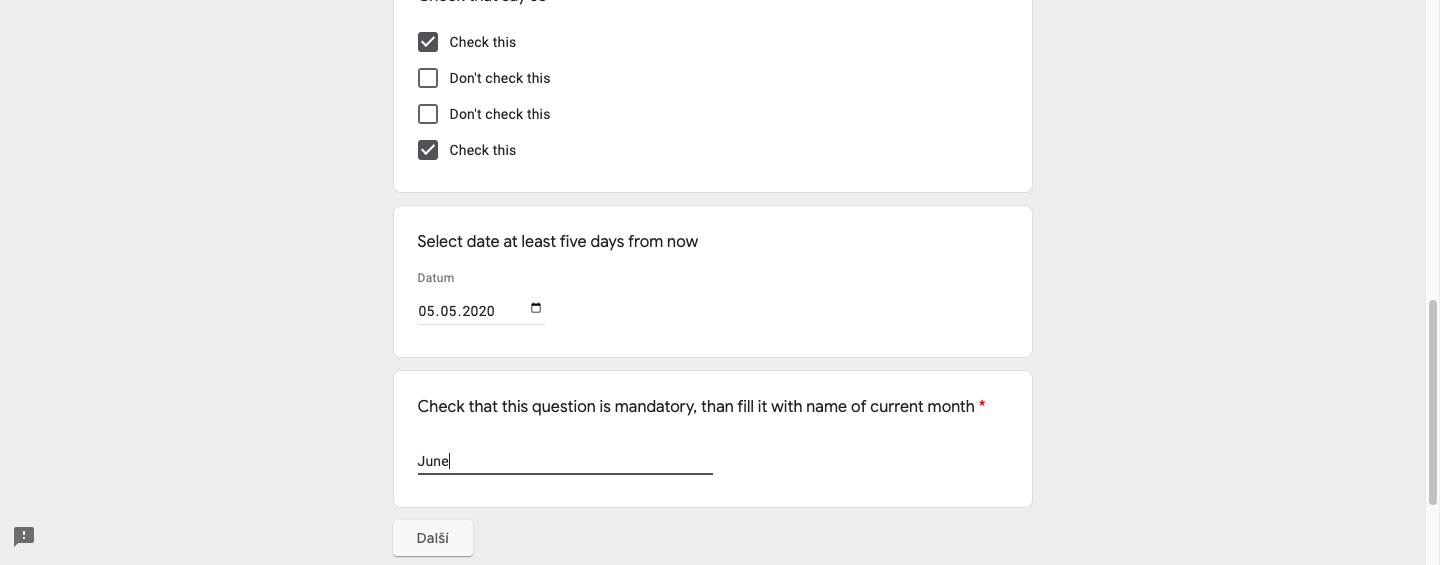 Check this
Don't check this
Don't check this
Check this
Select date at least five days from now
Datum
05.05.2020
Check that this question is mandatory, than fill it with name of current month *
June
Další